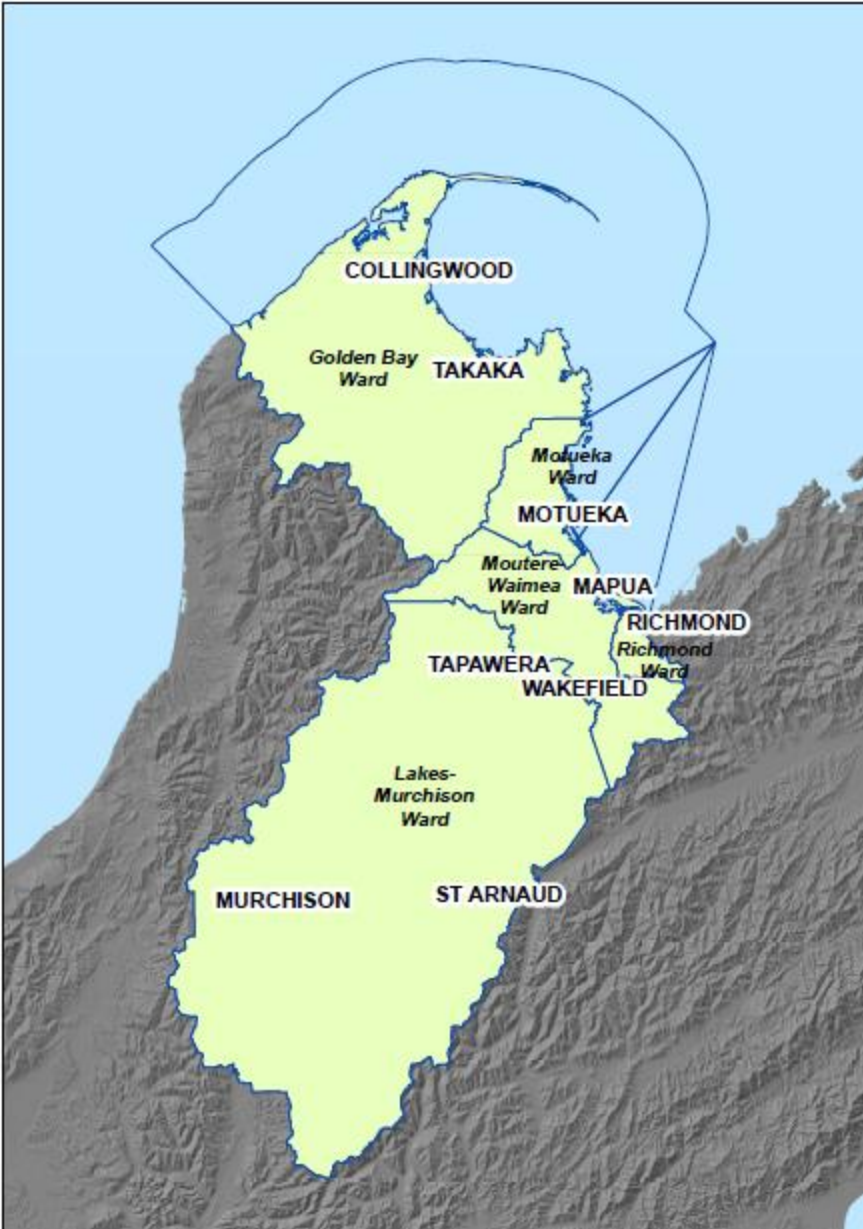 COLLINGWOOD
Golden Bay
Ward
TAKAKA
Motueka
Ward
MOTUEKA
Moutere-
Waimea
Ward
MAPUA
RICHMOND
Richmond
Ward
TAPAWERA
WAKEFIELD
Lakes-
Murchison
Ward
MURCHISON
ST ARNAUD